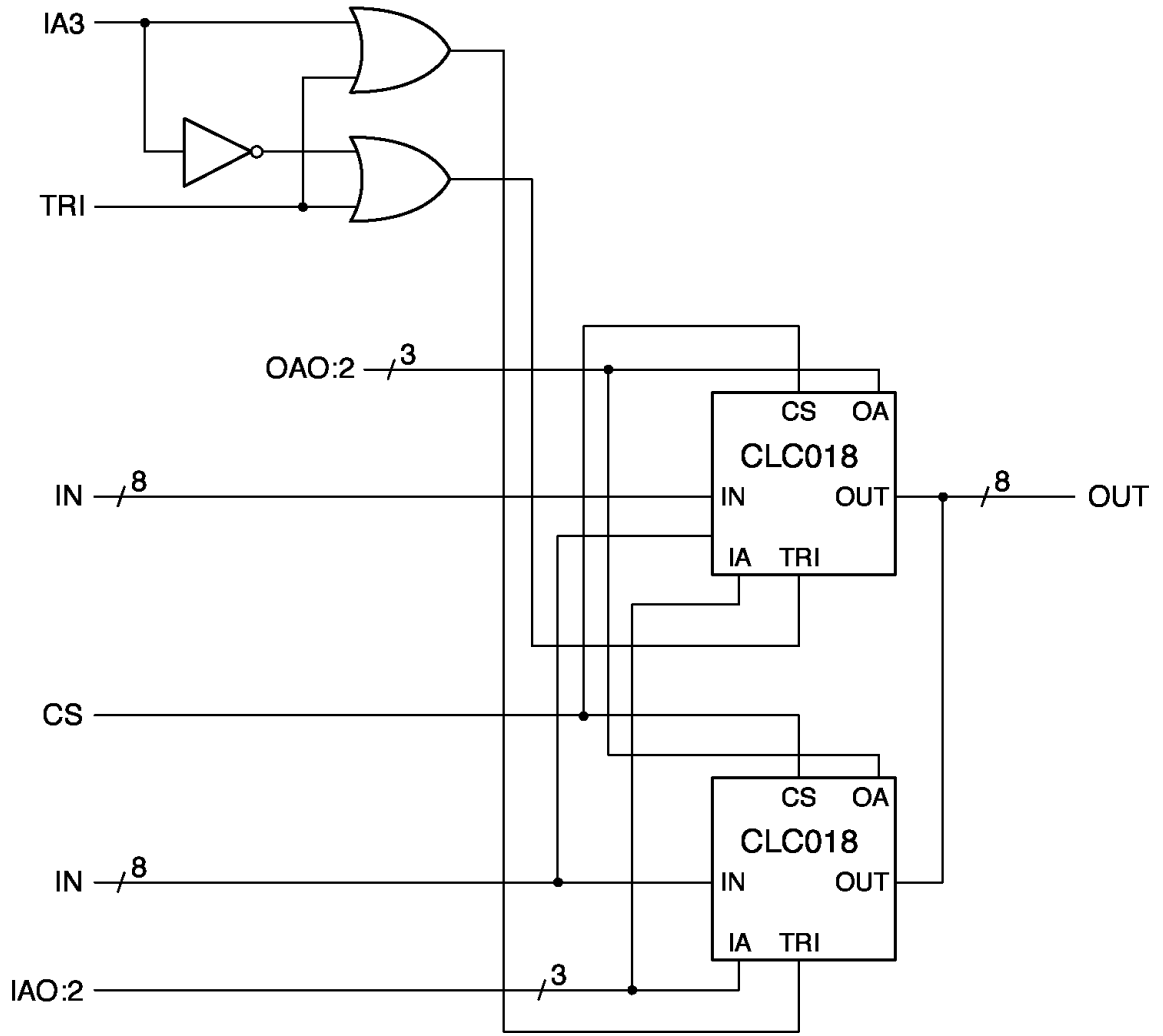 IA3
TRI
OAO:2
3
CS OA
CLC018
IN
8
IN
OUT
8
OUT
IA TRI
CS
CS OA
CLC018
IN
8
IN
OUT
IA TRI
IAO:2
3